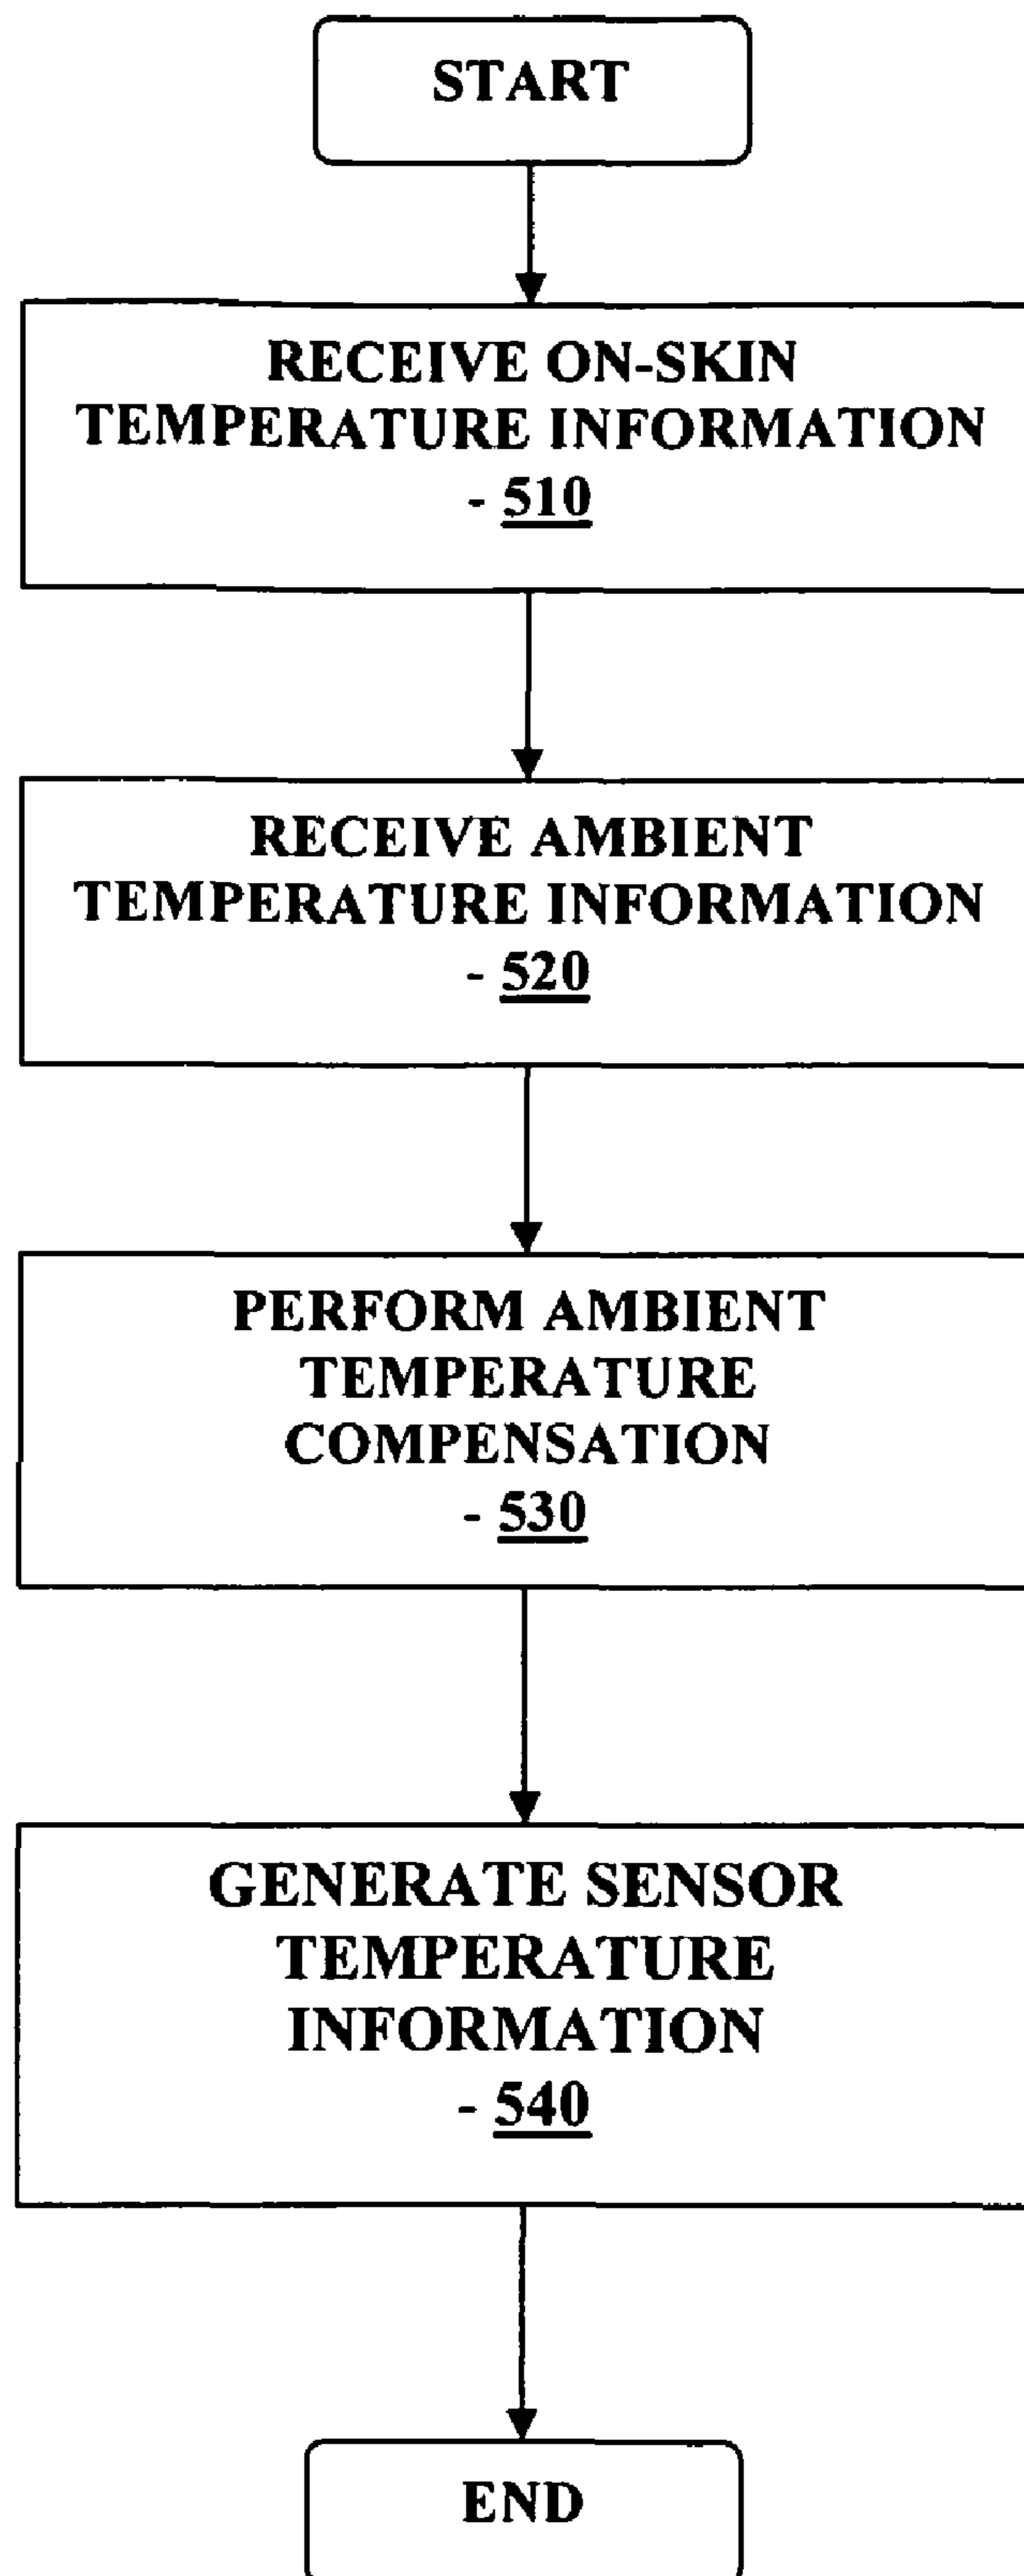 START
RECEIVE ON-SKIN
TEMPERATURE INFORMATION
- 510
RECEIVE AMBIENT
TEMPERATURE INFORMATION
- 520
PERFORM AMBIENT
TEMPERATURE
COMPENSATION
- 530
GENERATE SENSOR
TEMPERATURE
INFORMATION
- 540
END